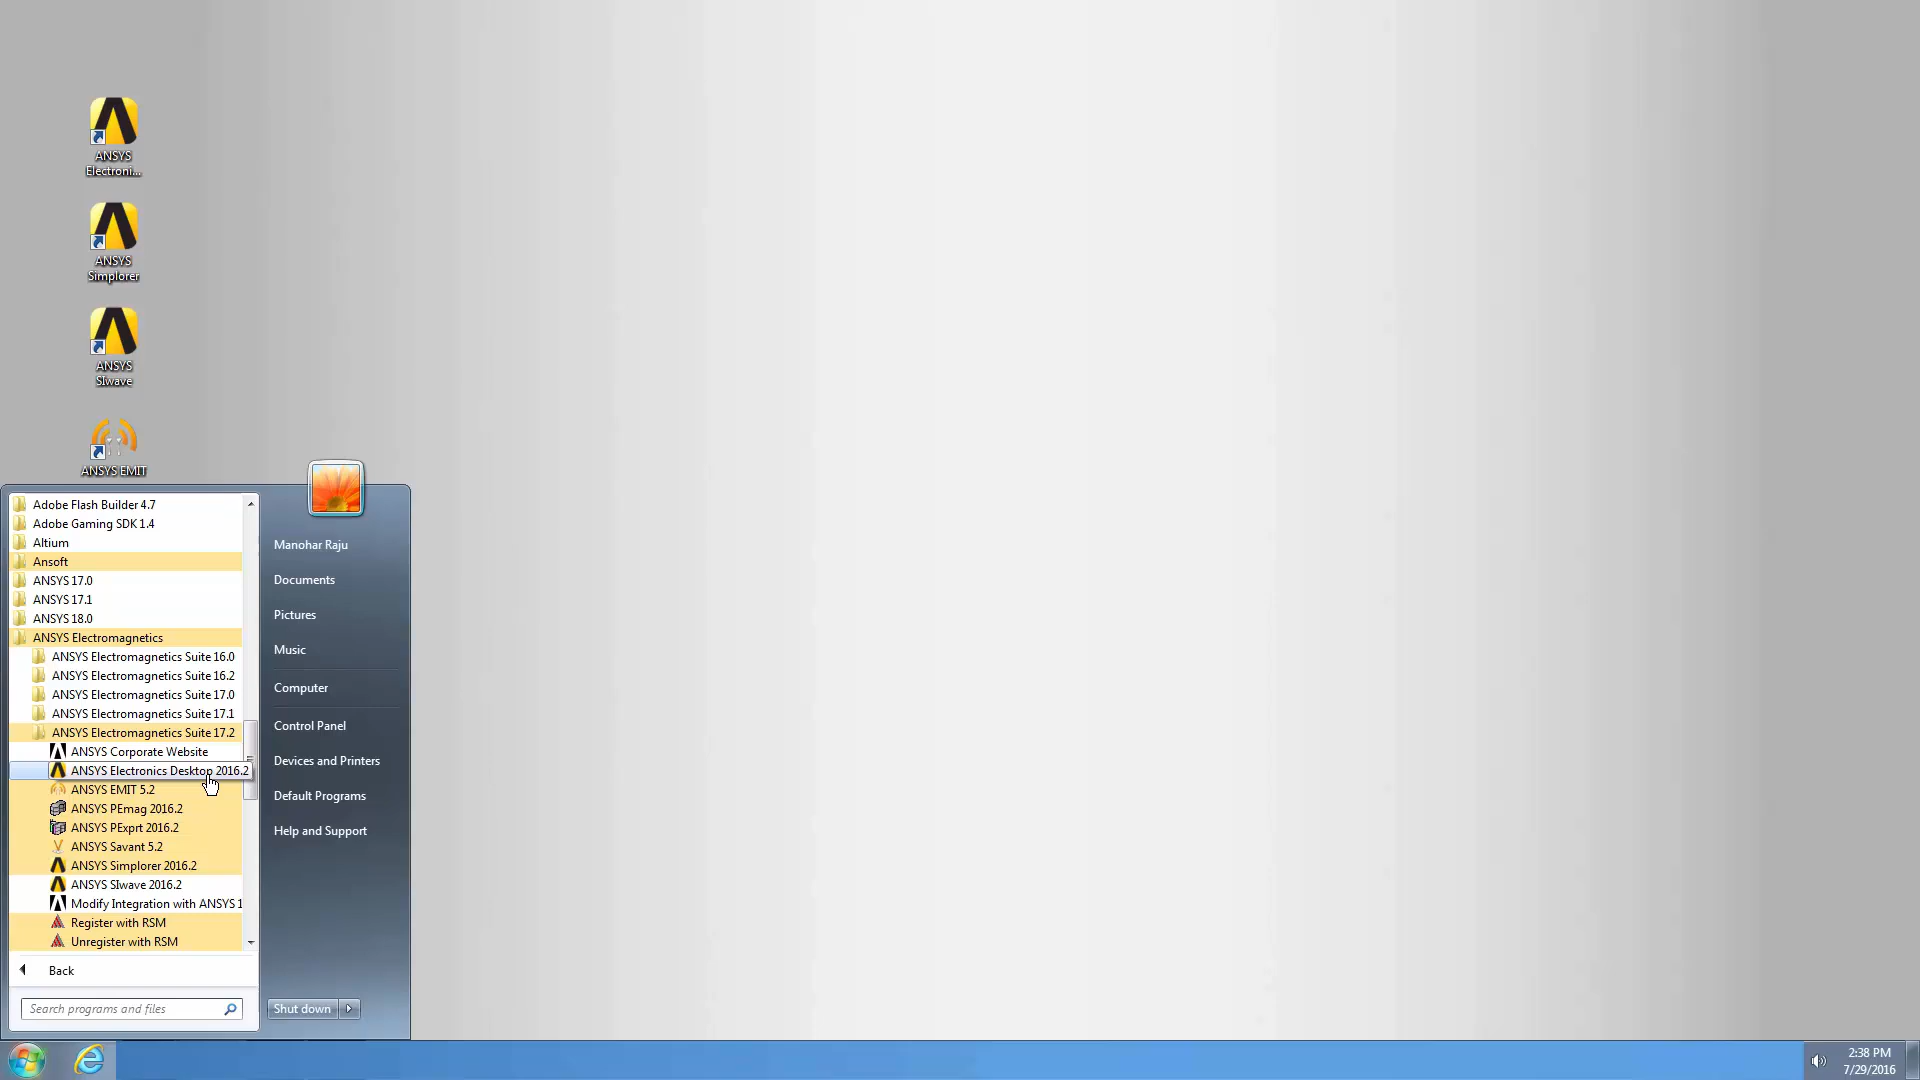 ANSYS
Electroni...
ANSYS
Simplorer
ANSYS
SIwave
ANSYS EMIT
Adobe Flash Builder 4.7
Adobe Gaming SDK 1.4
Altium
Ansoft
ANSYS 17.0
ANSYS 17.1
ANSYS 18.0
ANSYS Electromagnetics
ANSYS Electromagnetics Suite 16.0
ANSYS Electromagnetics Suite 16.2
ANSYS Electromagnetics Suite 17.0
ANSYS Electromagnetics Suite 17.1
ANSYS Electromagnetics Suite 17.2
ANSYS Corporate Website
ANSYS Electronics Desktop 2016.2
ANSYS EMIT 5.2
ANSYS PEmag 2016.2
ANSYS PExprt 2016.2
ANSYS Savant 5.2
ANSYS Simplorer 2016.2
ANSYS SIwave 2016.2
Modify Integration with ANSYS 1
Register with RSM
Unregister with RSM
Back
Search programs and files
Manohar Raju
Documents
Pictures
Music
Computer
Control Panel
Devices and Printers
Default Programs
Help and Support
Shut down
2:38 PM
7/29/2016